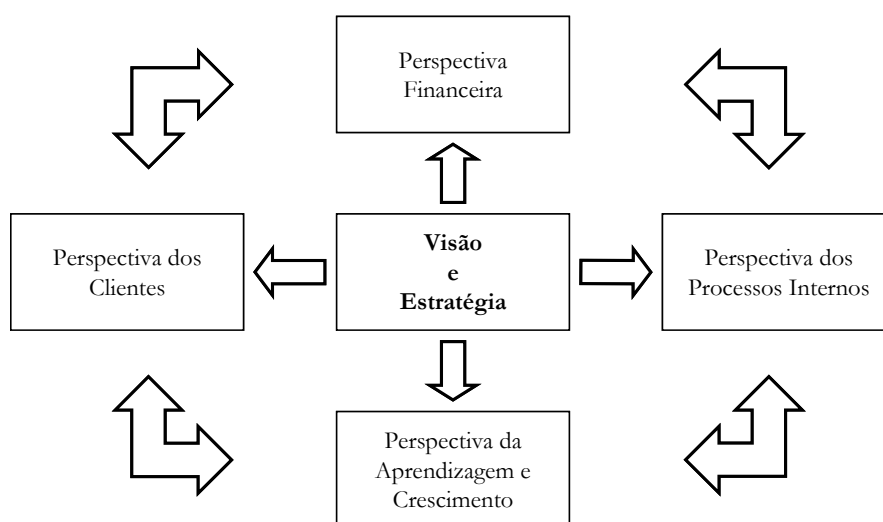 Perspectiva
Financeira
Perspectiva dos
Clientes
Visão
e
Estratégia
Perspectiva dos
Processos Internos
Perspectiva da
Aprendizagem e
Crescimento